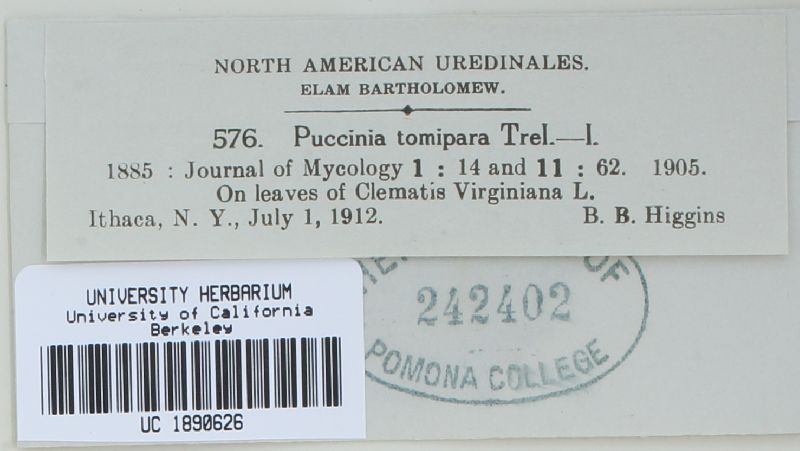 NORTH AMERICAN UREDINALES.
ELAM BARTHOLOMEW.
576. Puccinia tomipara Trel.—I.
1885 : Journal of Mycology 1 : 14 and 11 : 62. 1905.
On leaves of Clematis Virginiana L.
Ithaca, N. Y., July 1, 1912. B. B. Higgins
OF
242402
POMONA COLLEGE
UNIVERSITY HERBARIUM
University of California
Berkeley
UC 1890626